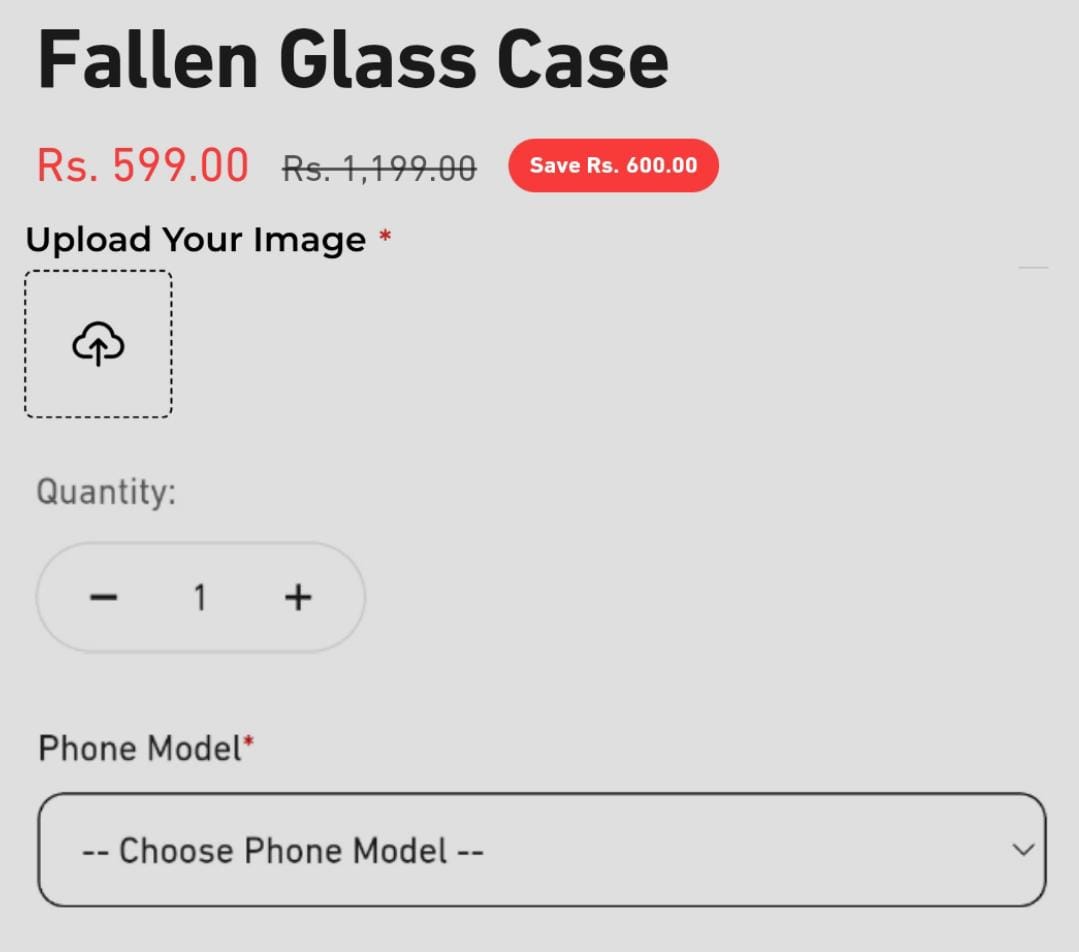 Fallen Glass Case
Rs. 599.00 Rs. 1,199.00 Save Rs. 600.00
Upload Your Image *
Quantity:
1
Phone Model*
-- Choose Phone Model --